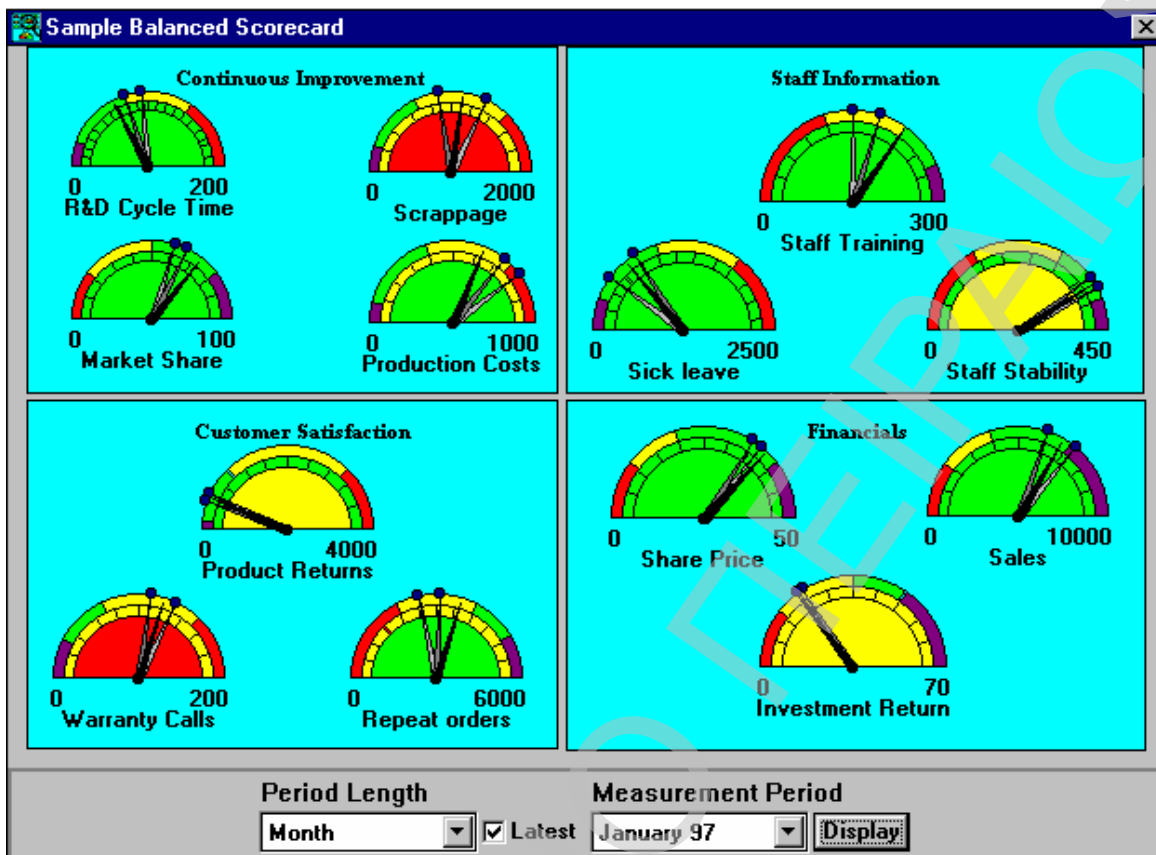 Sample Balanced Scorecard
Continuous Improvement
0 200
R&D Cycle Time
0 2000
Scrappage
0 100
Market Share
0 1000
Production Costs
Staff Information
0 300
Staff Training
0 2500
Sick leave
0 450
Staff Stability
Customer Satisfaction
0 4000
Product Returns
0 200
Warranty Calls
0 6000
Repeat orders
Financials
0 50
Share Price
0 10000
Sales
0 70
Investment Return
Period Length
Measurement Period
Month
Latest
January 97
Display